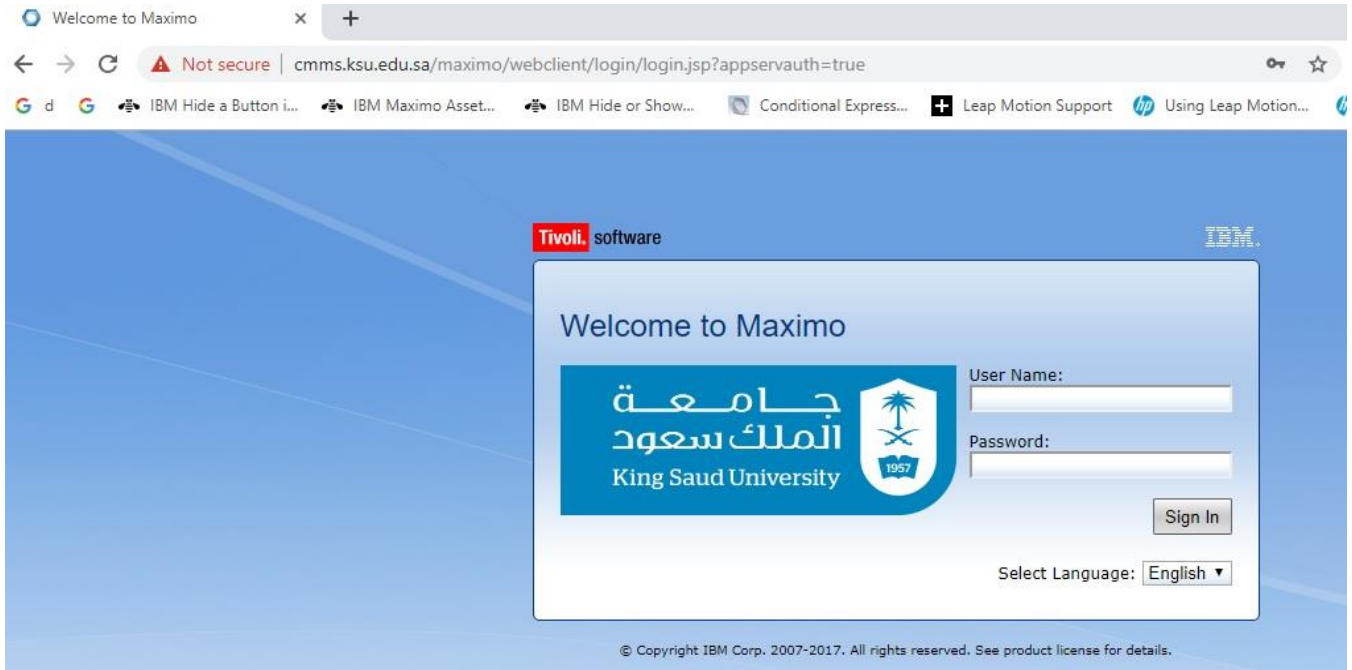 Welcome to Maximo
Not secure | cmms.ksu.edu.sa/maximo/webclient/login/login.jsp?appservauth=true
G d G IBM Hide a Button i... IBM Maximo Asset... IBM Hide or Show... Conditional Express... Leap Motion Support Using Leap Motion...
Tivoli. software IBM.
Welcome to Maximo
جامعة
الملك سعود
King Saud University
1957
User Name:
Password:
Sign In
Select Language: English
© Copyright IBM Corp. 2007-2017. All rights reserved. See product license for details.